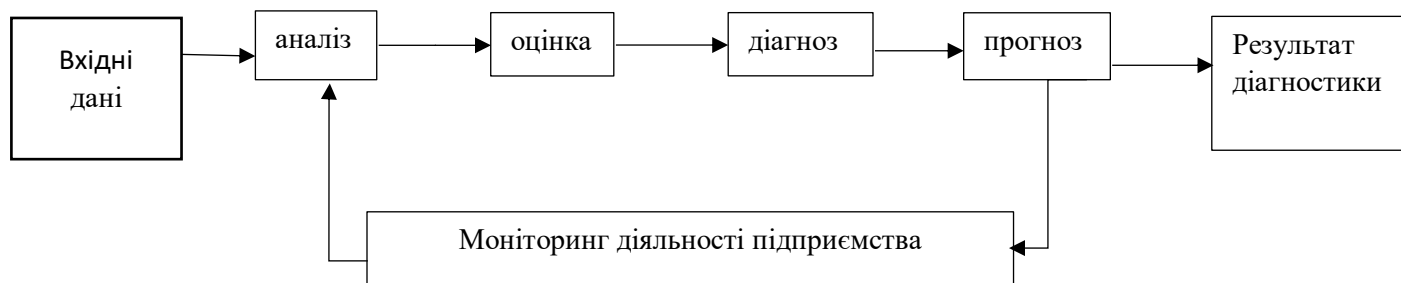 Вхідні
дані
аналіз
оцінка
діагноз
прогноз
Результат
діагностики
Моніторинг діяльності підприємства